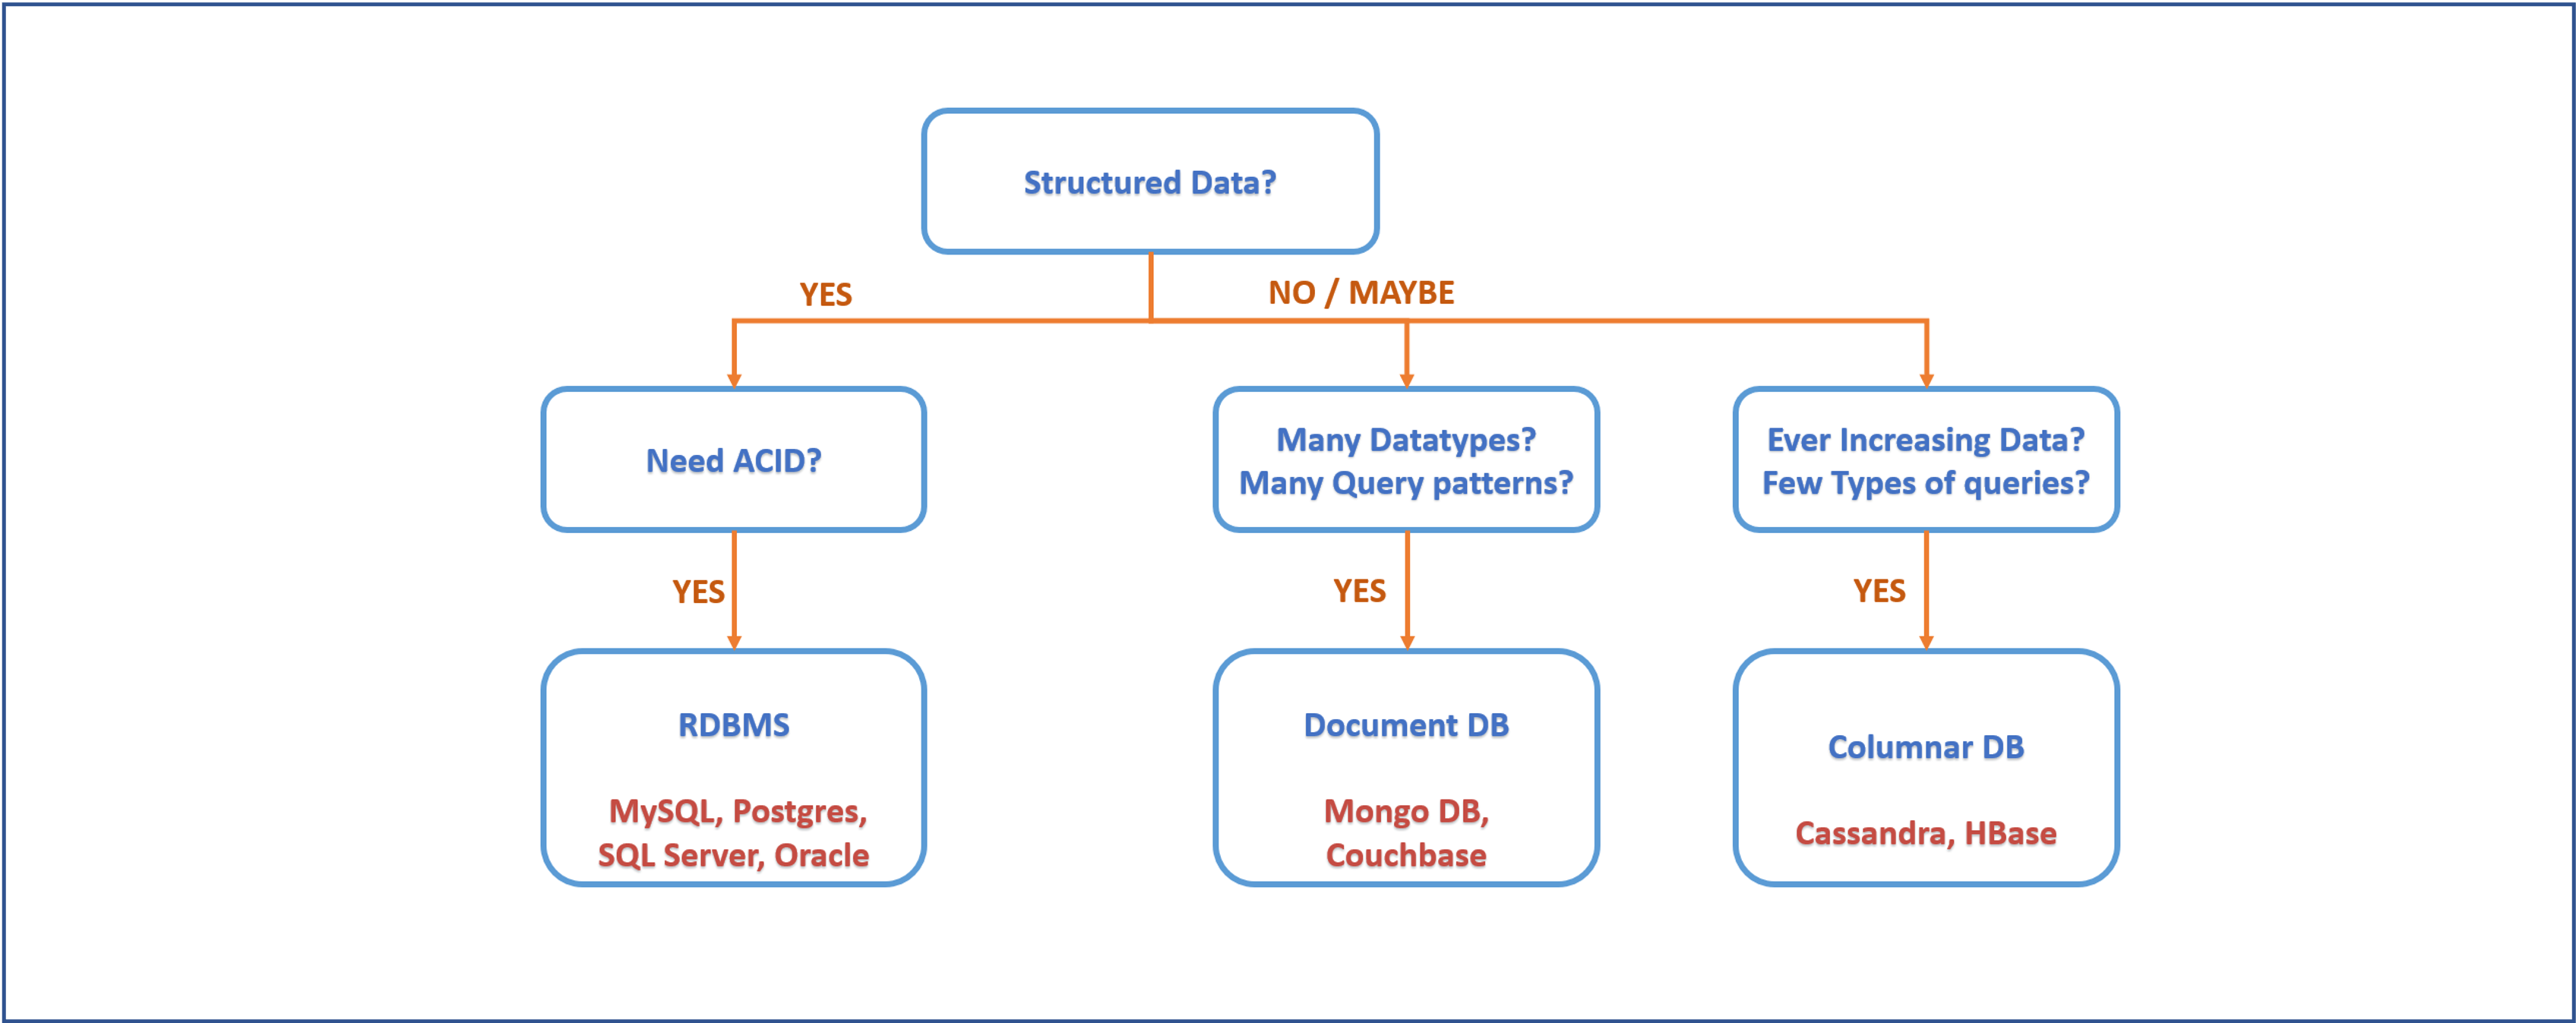 Structured Data?
YES
NO / MAYBE
Need ACID?
Many Datatypes?
Many Query patterns?
Ever Increasing Data?
Few Types of queries?
YES
YES
YES
RDBMS
MySQL, Postgres,
SQL Server, Oracle
Document DB
Mongo DB,
Couchbase
Columnar DB
Cassandra, HBase